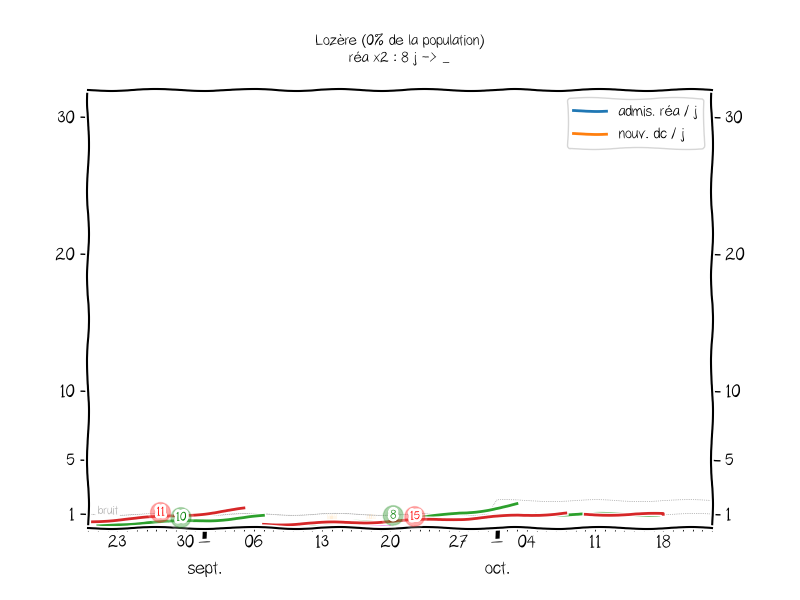 Lozère (0% de la population)
réa x2 : 8 j -> _
30
20
10
5
1
30
20
10
5
1
admis. réa / j
nouv. dc / j
bruit
11
10
8
15
23 30 06 13 20 27 04 11 18
sept. oct.